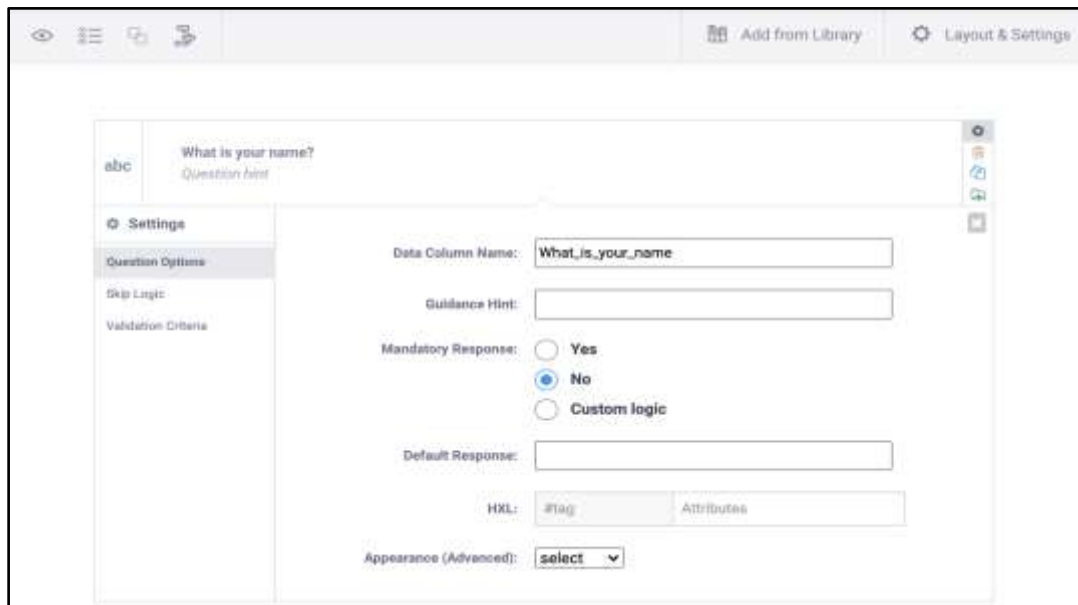 Add from Library
Layout & Settings
abc
What is your name?
Question hint
Settings
Question Options
Skip Logic
Validation Criteria
Data Column Name: What_is_your_name
Guidance Hint:
Mandatory Response: Yes
No
Custom logic
Default Response:
HXL: #tag Attributes
Appearance (Advanced): select